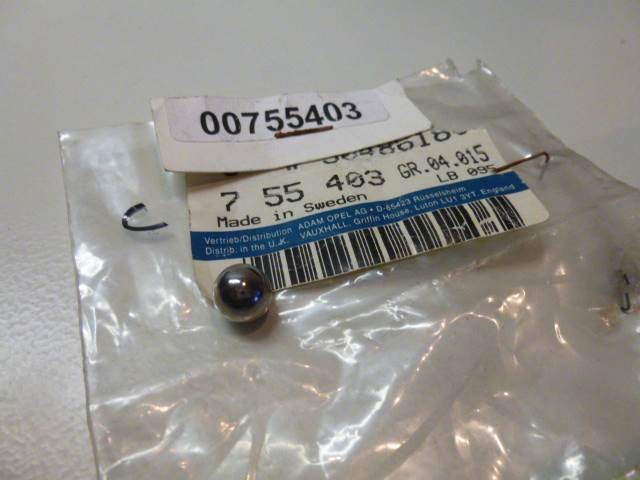 00755403
7 55 403 GR.04.015
Made in Sweden LB 095
Vertrieb/Distribution ADAM OPEL AG • D-65423 Rüsselsheim
Distrib: in the U.K. VAUXHALL, Griffin House, Luton LU1 3YT, England